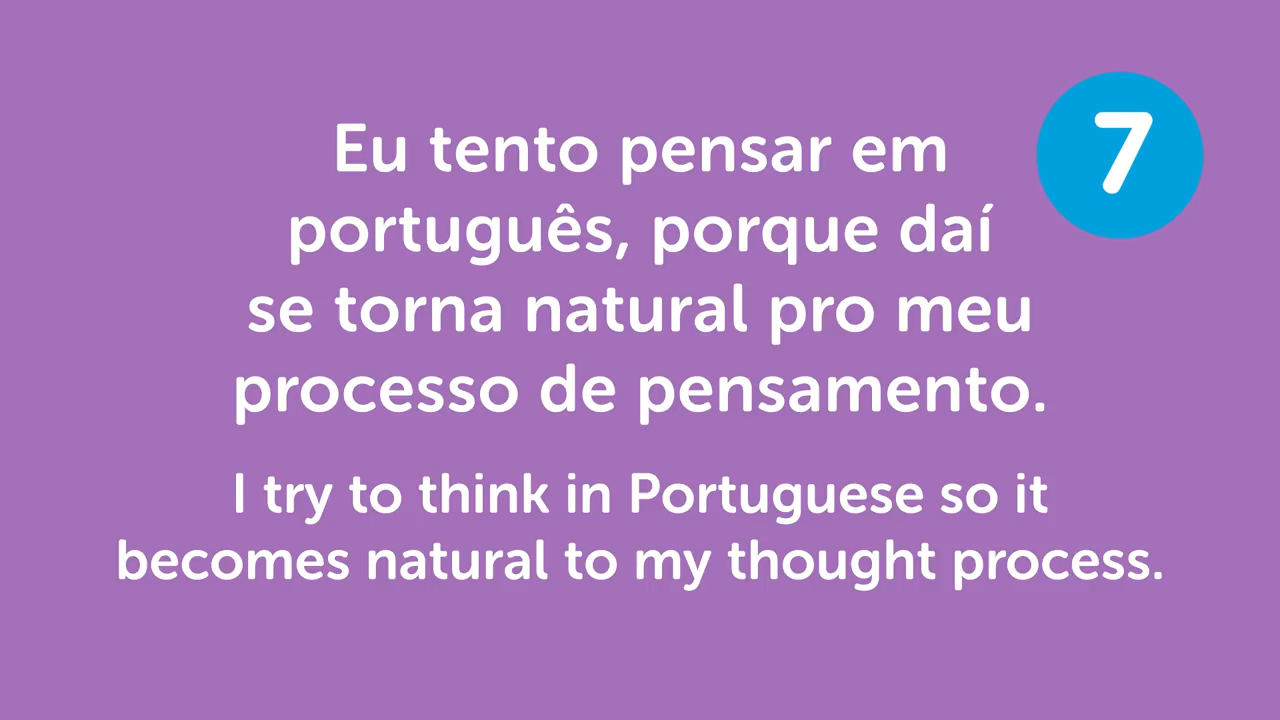 Eu tento pensar em
português, porque daí
se torna natural pro meu
processo de pensamento.
7
I try to think in Portuguese so it
becomes natural to my thought process.